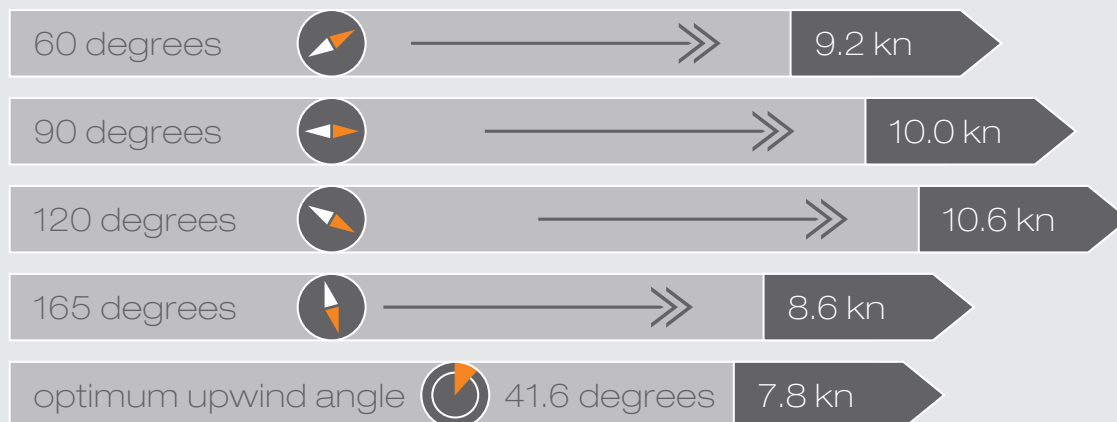 60 degrees 9.2 kn
90 degrees 10.0 kn
120 degrees 10.6 kn
165 degrees 8.6 kn
optimum upwind angle 41.6 degrees 7.8 kn